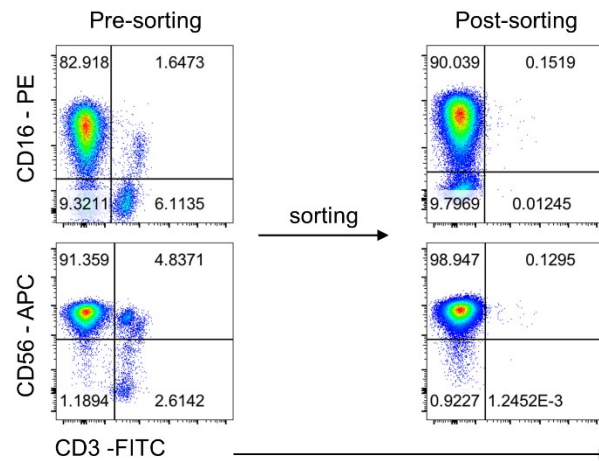 Pre-sorting Post-sorting
CD16 - PE
82.918 1.6473
9.3211 6.1135
90.039 0.1519
9.7969 0.01245
sorting
CD56 - APC
91.359 4.8371
1.1894 2.6142
98.947 0.1295
0.9227 1.2452E-3
CD3 -FITC